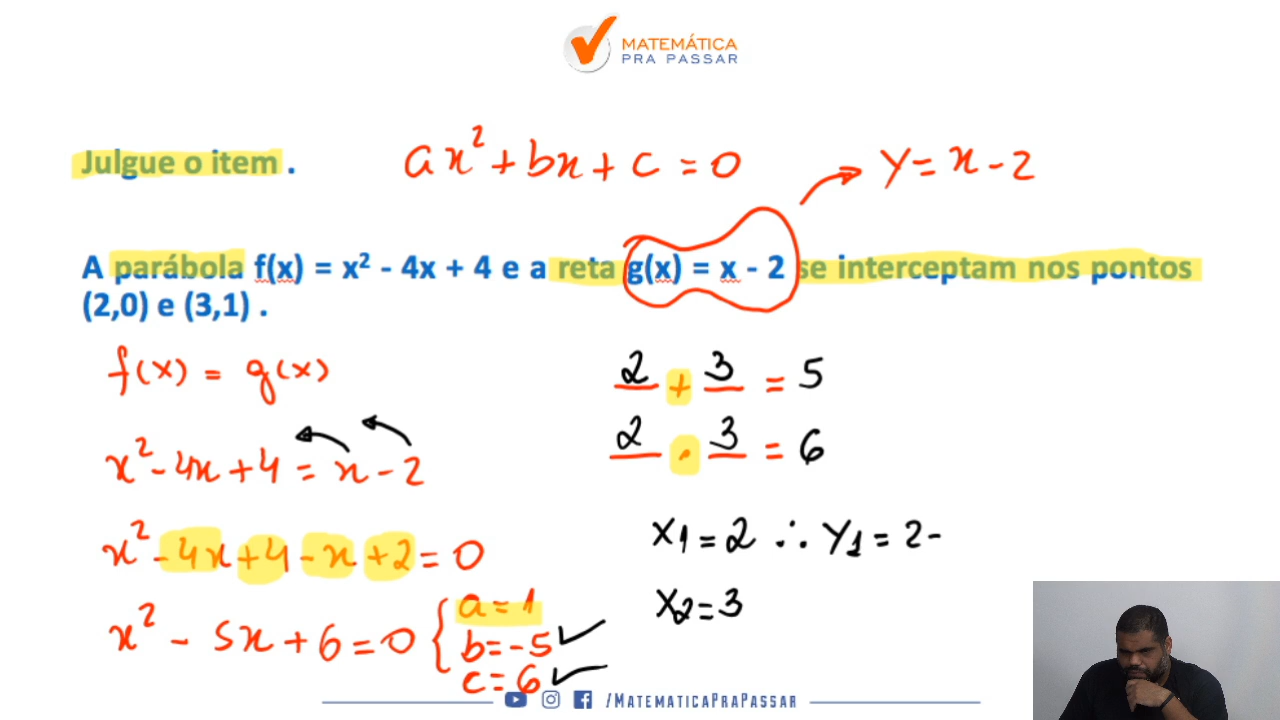 MATEMÁTICA
PRA PASSAR
Julgue o item .
ax² + bx + c = 0
y = x - 2
A parábola f(x) = x² - 4x + 4 e a reta g(x) = x - 2 se interceptam nos pontos
(2,0) e (3,1) .
f(x) = g(x)
x² - 4x + 4 = x - 2
x² - 4x + 4 - x + 2 = 0
x² - 5x + 6 = 0
a = 1
b = -5
c = 6
2 + 3 = 5
2 . 3 = 6
x1 = 2 ∴ y1 = 2 -
x2 = 3
/MATEMATICAPRAPASSAR